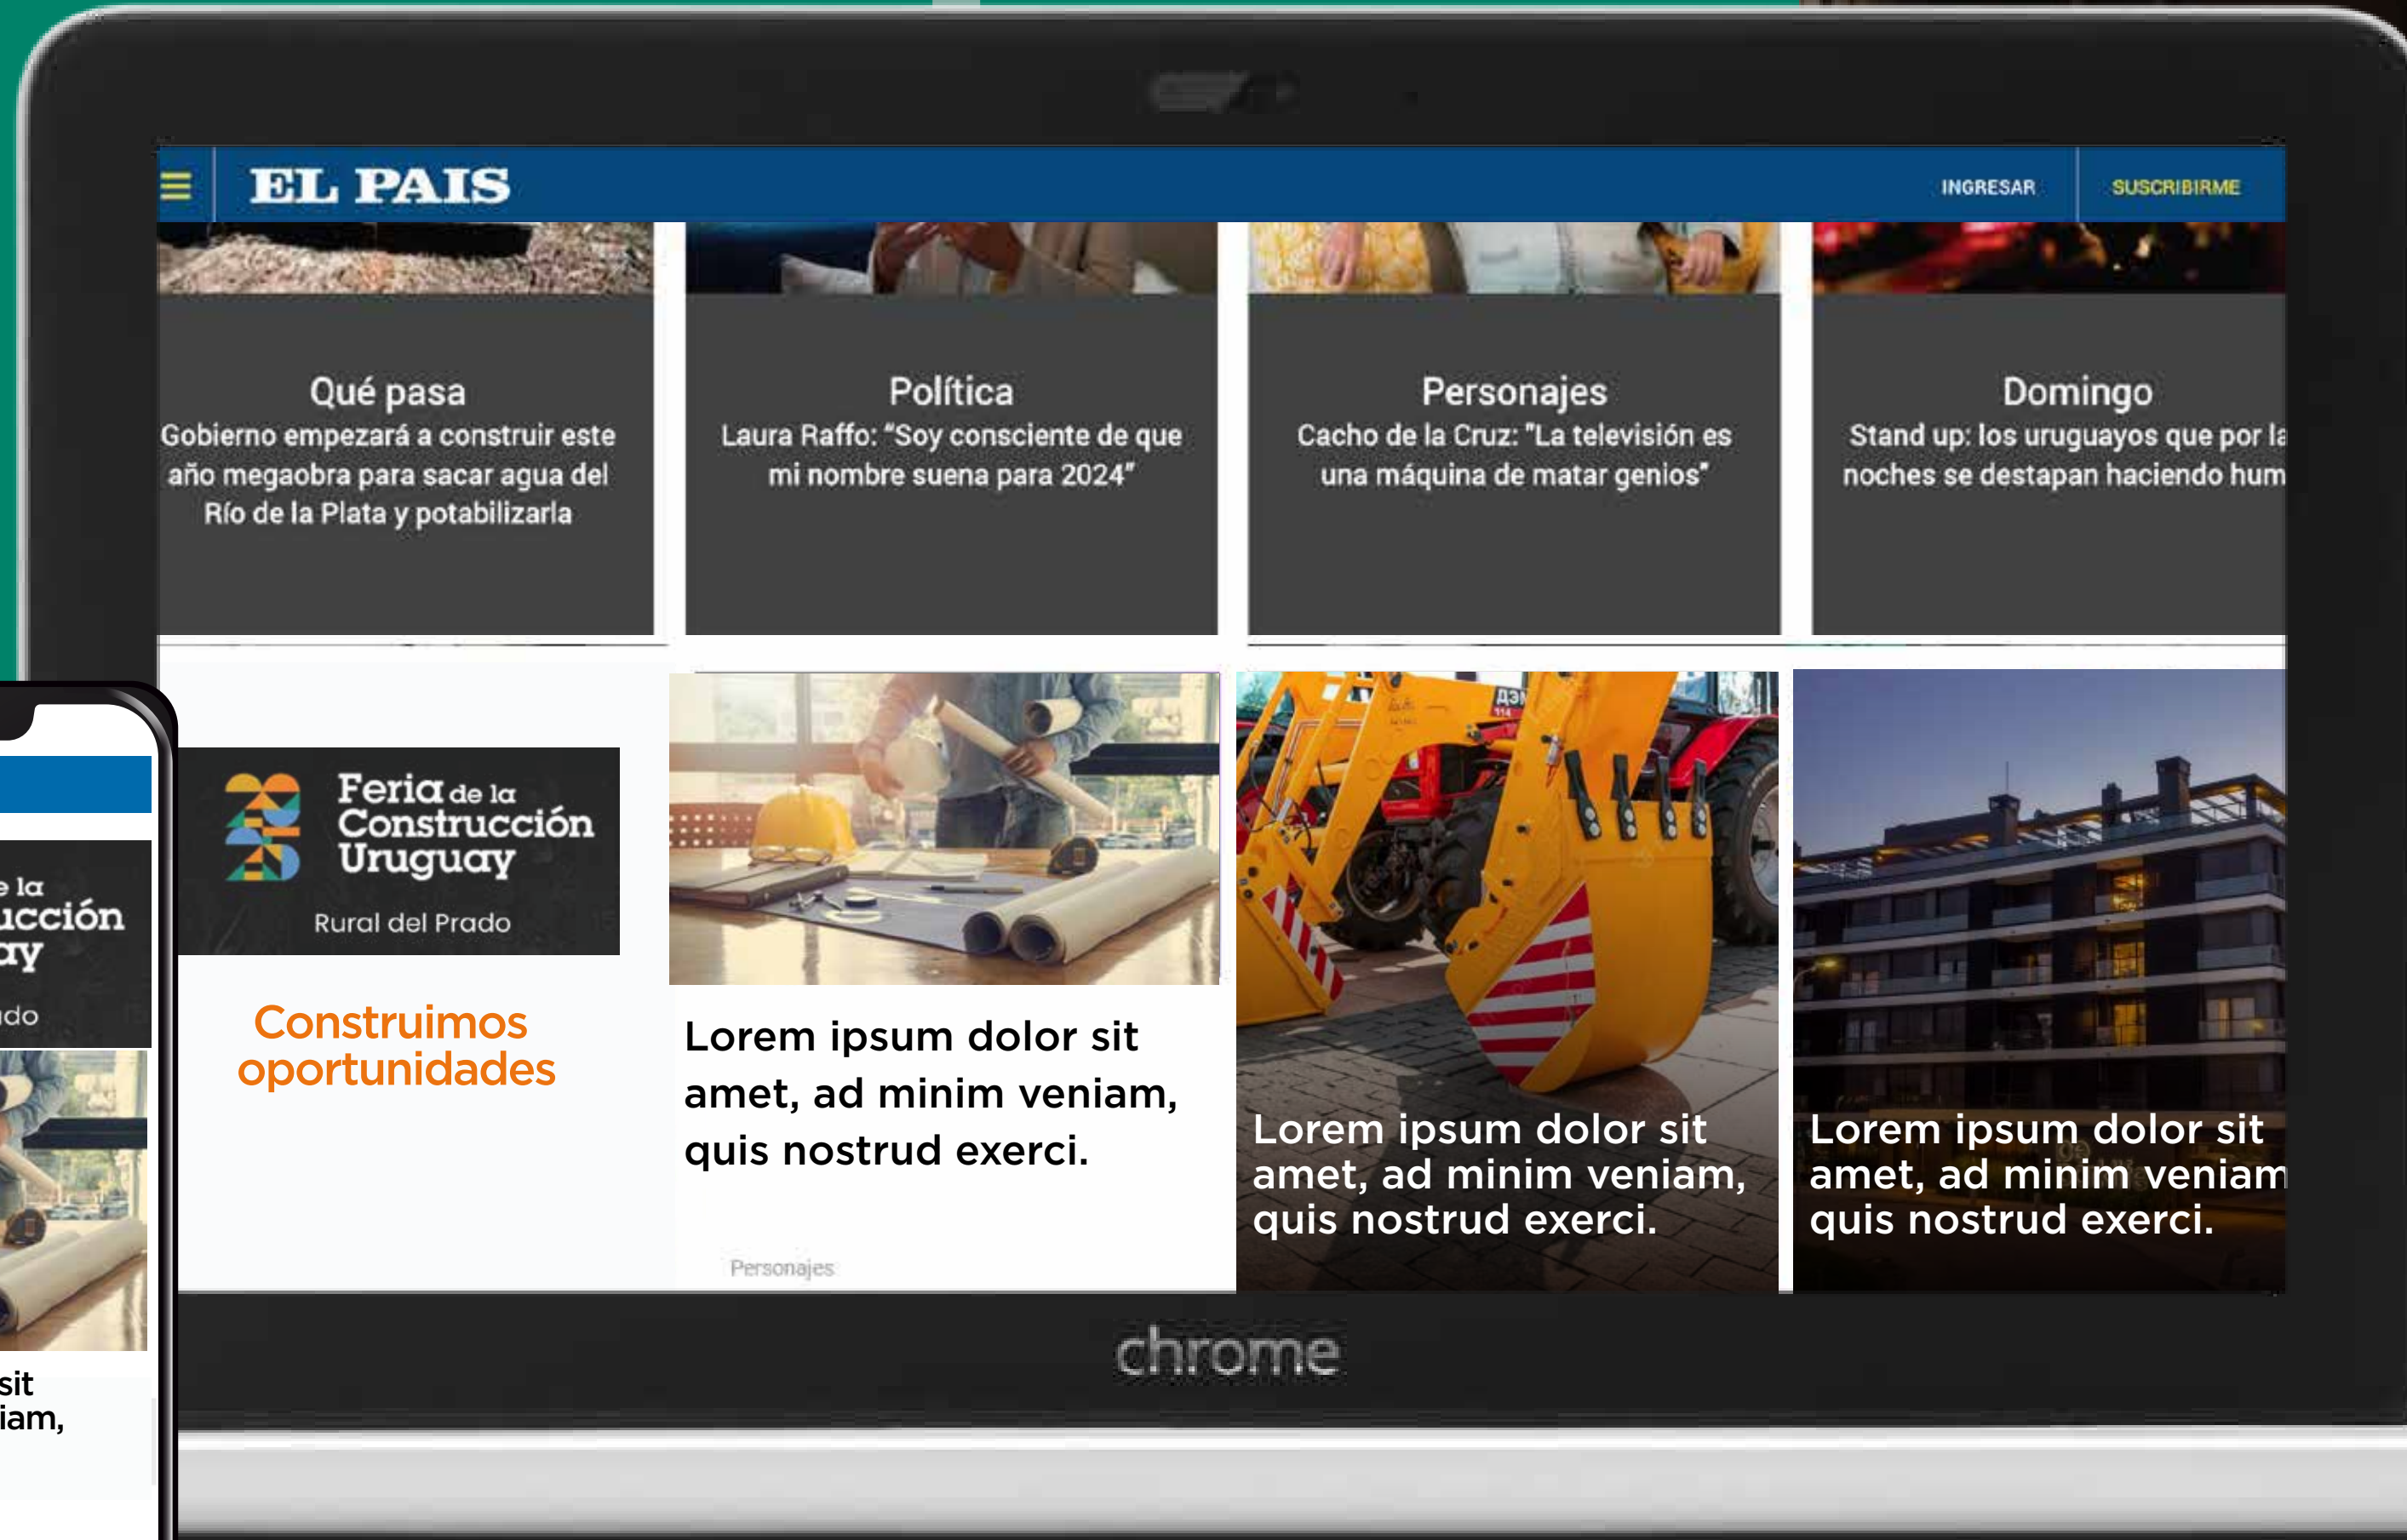 EL PAIS
INGRESAR
SUSCRIBIRME
Qué pasa
Gobierno empezará a construir este
año megaobra para sacar agua del
Río de la Plata y potabilizarla
Política
Laura Raffo: “Soy consciente de que
mi nombre suena para 2024”
Personajes
Cacho de la Cruz: "La televisión es
una máquina de matar genios”
Domingo
Stand up: los uruguayos que por la
noches se destapan haciendo hum
Feria de la
Construcción
Uruguay
Rural del Prado
Construimos
oportunidades
Lorem ipsum dolor sit
amet, ad minim veniam,
quis nostrud exerci.
Personajes
114
Lorem ipsum dolor sit
amet, ad minim veniam,
quis nostrud exerci.
Lorem ipsum dolor sit
amet, ad minim veniam
quis nostrud exerci.
e la
ucción
ay
do
sit
iam,
chrome